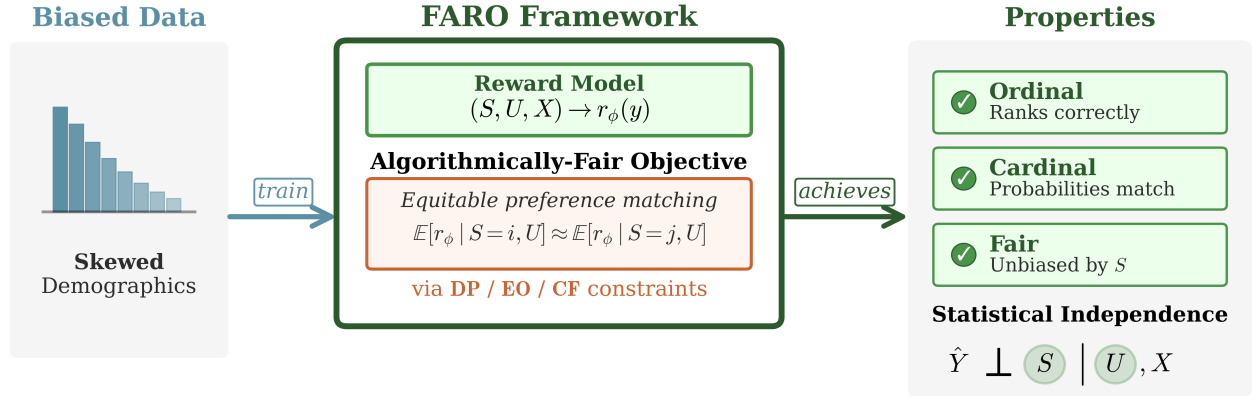 Biased Data
Skewed
Demographics
train
FARO Framework
Reward Model
(S, U, X) → r_ϕ(y)
Algorithmically-Fair Objective
Equitable preference matching
𝔼[r_ϕ | S = i, U] ≈ 𝔼[r_ϕ | S = j, U]
via DP / EO / CF constraints
achieves
Properties
✓ Ordinal
Ranks correctly
✓ Cardinal
Probabilities match
✓ Fair
Unbiased by S
Statistical Independence
Ŷ ⊥ S | U , X